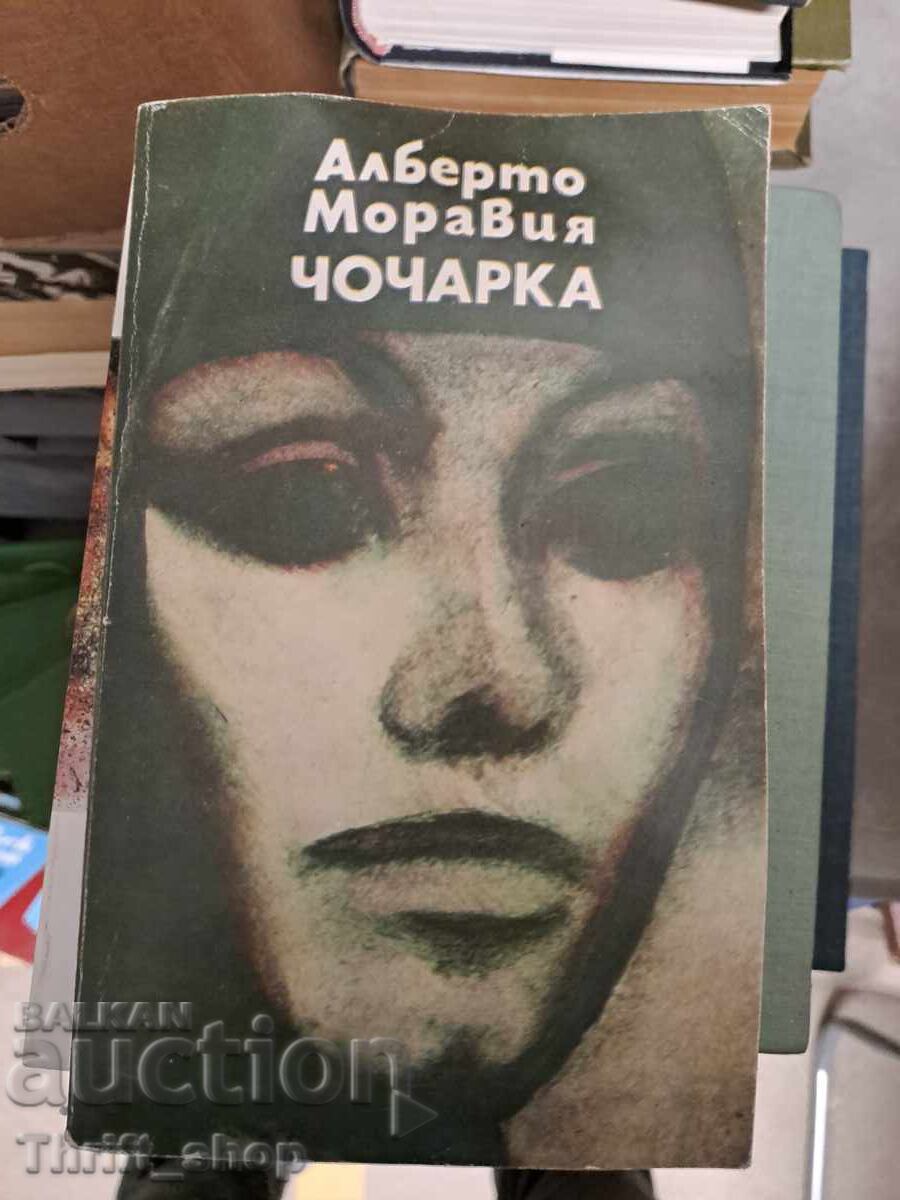 Алберто
Моравия
ЧОЧАРКА
BALKAN
auction
Thrift_shop